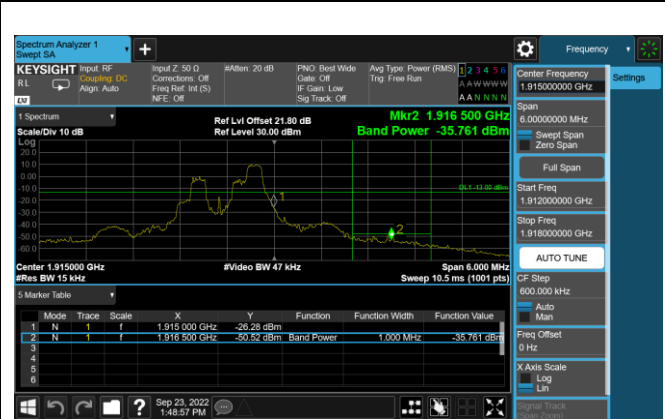 Spectrum Analyzer 1
Swept SA
+
Frequency
KEYSIGHT
RL
LXI
Input: RF
Coupling: DC
Align: Auto
Input Z: 50 Ω
Corrections: Off
Freq Ref: Int (S)
NFE: Off
#Atten: 20 dB
PNO: Best Wide
Gate: Off
IF Gain: Low
Sig Track: Off
Avg Type: Power (RMS)
Trig: Free Run
1 2 3 4 5 6
A A W W W W
A A N N N N
1 Spectrum
Scale/Div 10 dB
Ref Lvl Offset 21.80 dB
Ref Level 30.00 dBm
Mkr2 1.916 500 GHz
Band Power -35.761 dBm
Log
20.0
10.0
0.00
-10.0
-20.0
-30.0
-40.0
-50.0
-60.0
DL1 -13.00 dBm
1
2
Center 1.9150000 GHz
#Res BW 15 kHz
#Video BW 47 kHz
Span 6.000 MHz
Sweep 10.5 ms (1001 pts)
5 Marker Table
Mode Trace Scale X Y Function Function Width Function Value
1 N 1 f 1.915 000 GHz -26.28 dBm
2 N 1 f 1.916 500 GHz -50.52 dBm Band Power 1.000 MHz -35.761 dBm
3
4
5
6
Center Frequency
1.915000000 GHz
Span
6.00000000 MHz
Swept Span
Zero Span
Full Span
Start Freq
1.912000000 GHz
Stop Freq
1.918000000 GHz
AUTO TUNE
CF Step
600.000 kHz
Auto
Man
Freq Offset
0 Hz
X Axis Scale
Log
Lin
Signal Track
(Span Zoom)
Settings
?
Sep 23, 2022
1:48:57 PM